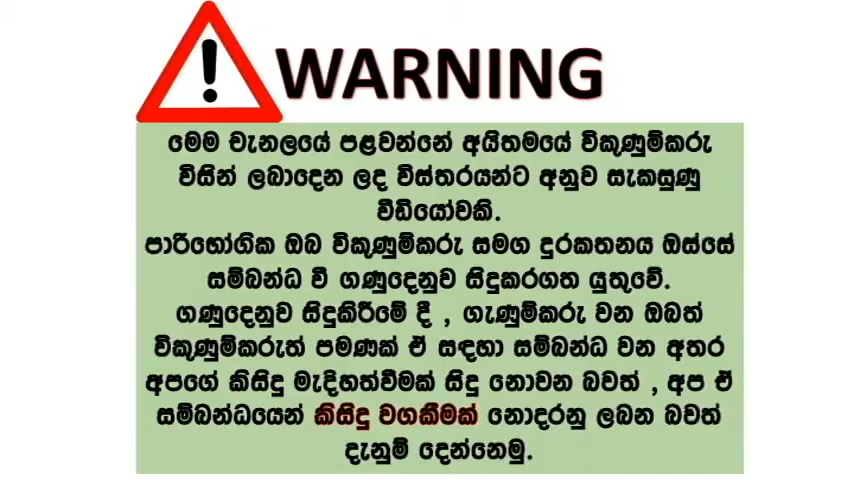 WARNING
මෙම චැනලයේ පළවන්නේ අයිතමයේ විකුණුම්කරු
විසින් ලබාදෙන ලද විස්තරයන්ට අනුව සැකසුණු
වීඩියෝවකි.
පාරිභෝගික ඔබ විකුණුම්කරු සමග දුරකතනය ඔස්සේ
සම්බන්ධ වී ගණුදෙනුව සිදුකරගත යුතුවේ.
ගණුදෙනුව සිදුකිරීමේ දී , ගැණුම්කරු වන ඔබත්
විකුණුම්කරුත් පමණක් ඒ සඳහා සම්බන්ධ වන අතර
අපගේ කිසිදු මැදිහත්වීමක් සිදු නොවන බවත් , අප ඒ
සම්බන්ධයෙන් කිසිදු වගකීමක් නොදරනු ලබන බවත්
දැනුම් දෙන්නෙමු.